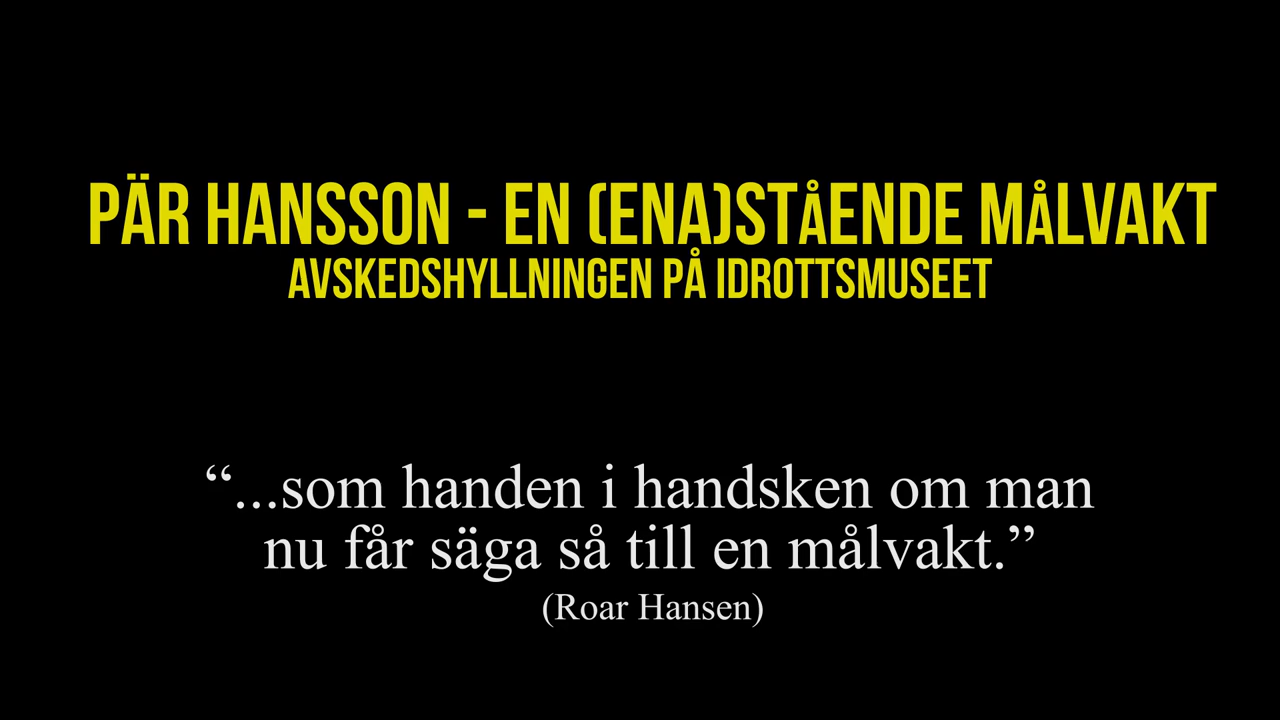 PÄR HANSSON - EN (ENA)STÅENDE MÅLVAKT
AVSKEDSHYLLNINGEN PÅ IDROTTSMUSEET
“...som handen i handsken om man
nu får säga så till en målvakt.”
(Roar Hansen)